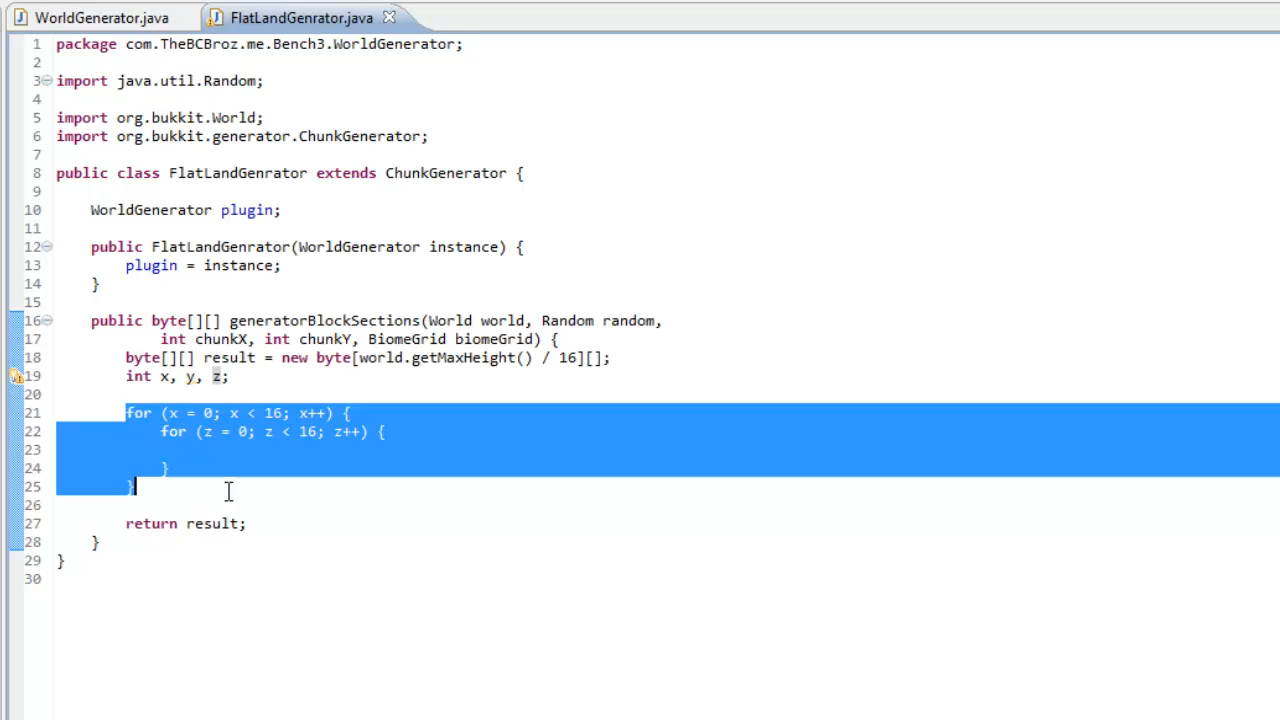 WorldGenerator.java FlatLandGenrator.java
1 package com.TheBCBroz.me.Bench3.WorldGenerator;
2
3 import java.util.Random;
4
5 import org.bukkit.World;
6 import org.bukkit.generator.ChunkGenerator;
7
8 public class FlatLandGenrator extends ChunkGenerator {
9
10 WorldGenerator plugin;
11
12 public FlatLandGenrator(WorldGenerator instance) {
13 plugin = instance;
14 }
15
16 public byte[][] generatorBlockSections(World world, Random random,
17 int chunkX, int chunkY, BiomeGrid biomeGrid) {
18 byte[][] result = new byte[world.getMaxHeight() / 16][];
19 int x, y, z;
20
21 for (x = 0; x < 16; x++) {
22 for (z = 0; z < 16; z++) {
23
24 }
25 }
26
27 return result;
28 }
29 }
30